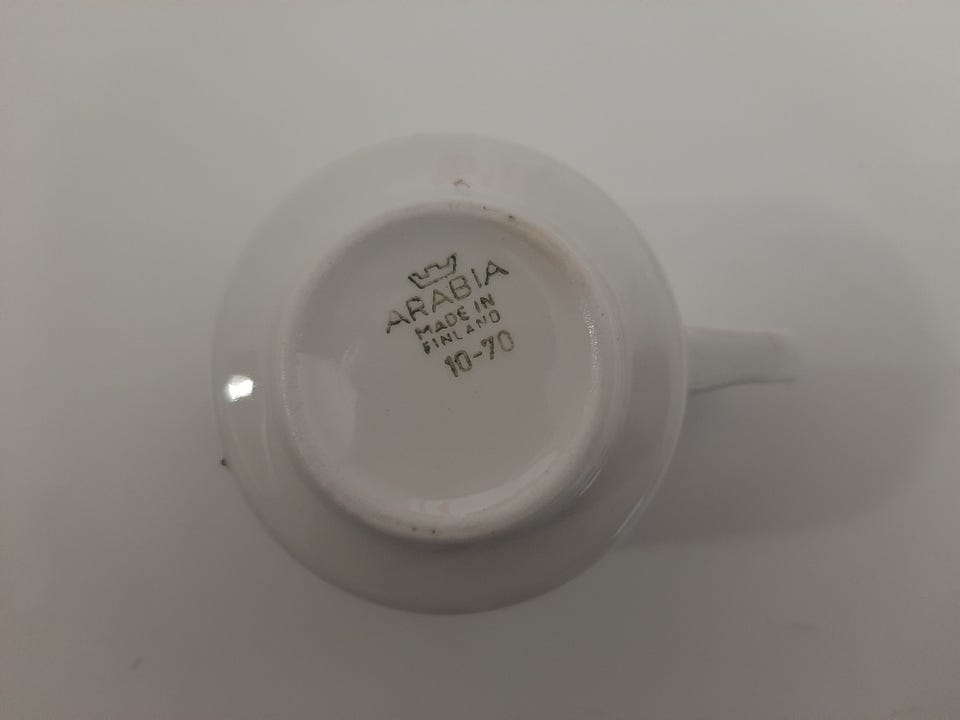 ARABIA
MADE IN
FINLAND
10-70